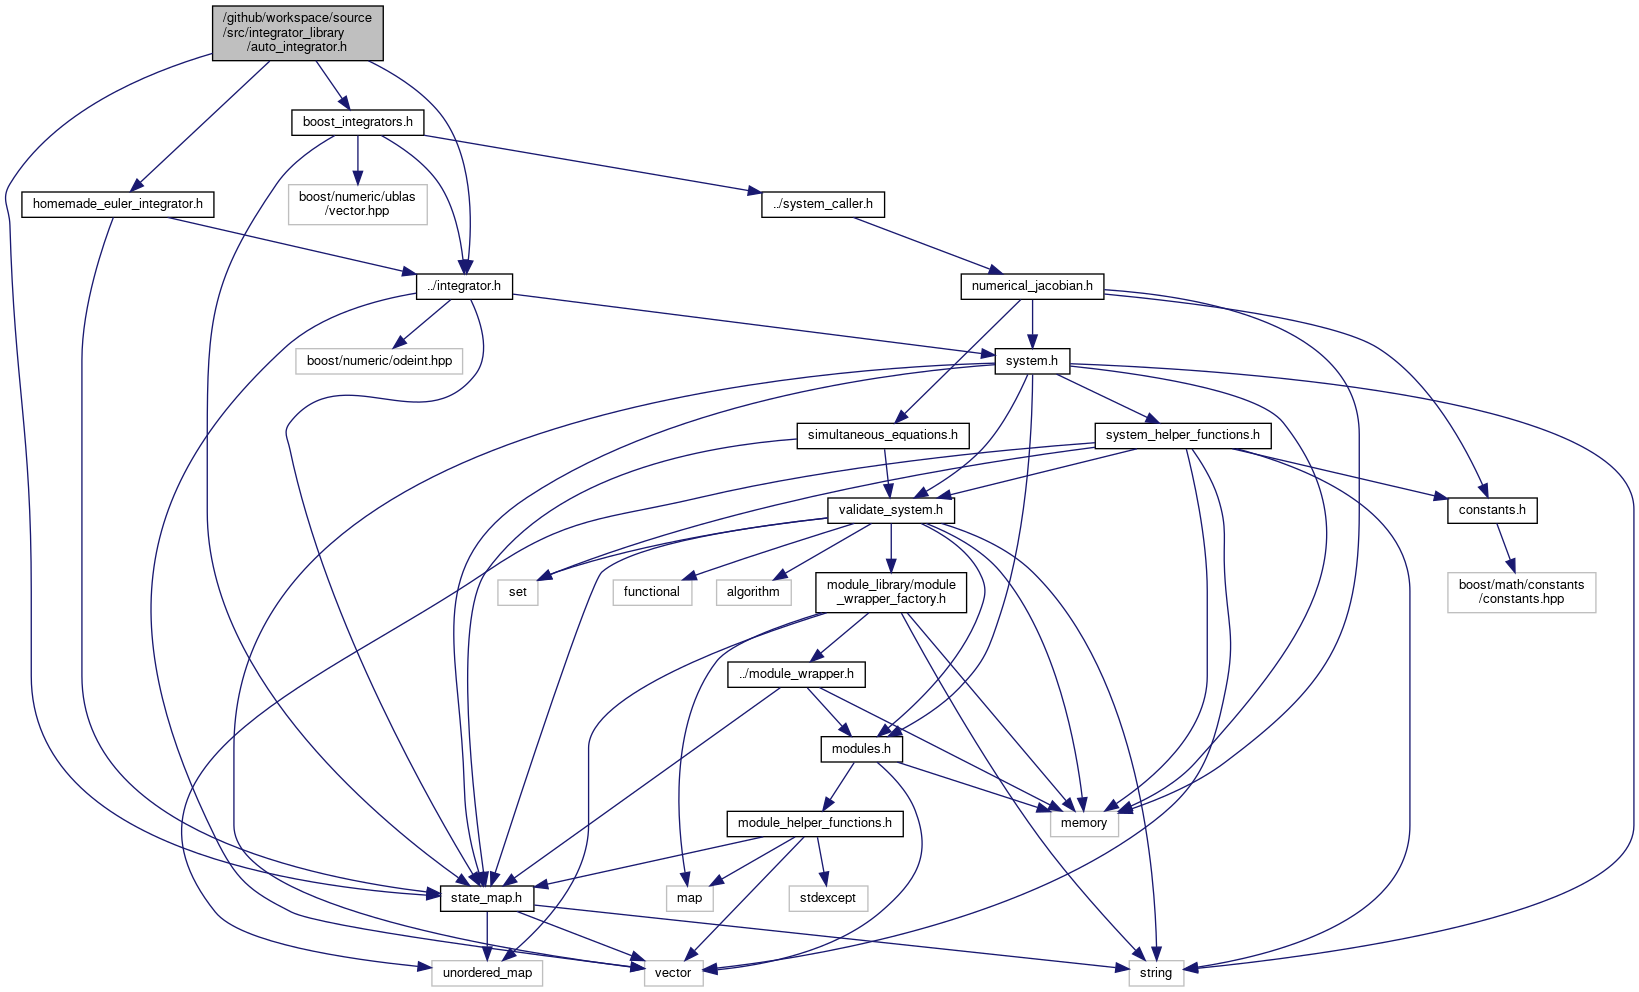 /github/workspace/source
/src/integrator_library
/auto_integrator.h
boost_integrators.h
homemade_euler_integrator.h
boost/numeric/ublas
/vector.hpp
../system_caller.h
../integrator.h
numerical_jacobian.h
boost/numeric/odeint.hpp
system.h
simultaneous_equations.h
system_helper_functions.h
validate_system.h
constants.h
set
functional
algorithm
module_library/module
_wrapper_factory.h
boost/math/constants
/constants.hpp
../module_wrapper.h
modules.h
module_helper_functions.h
memory
state_map.h
map
stdexcept
unordered_map
vector
string